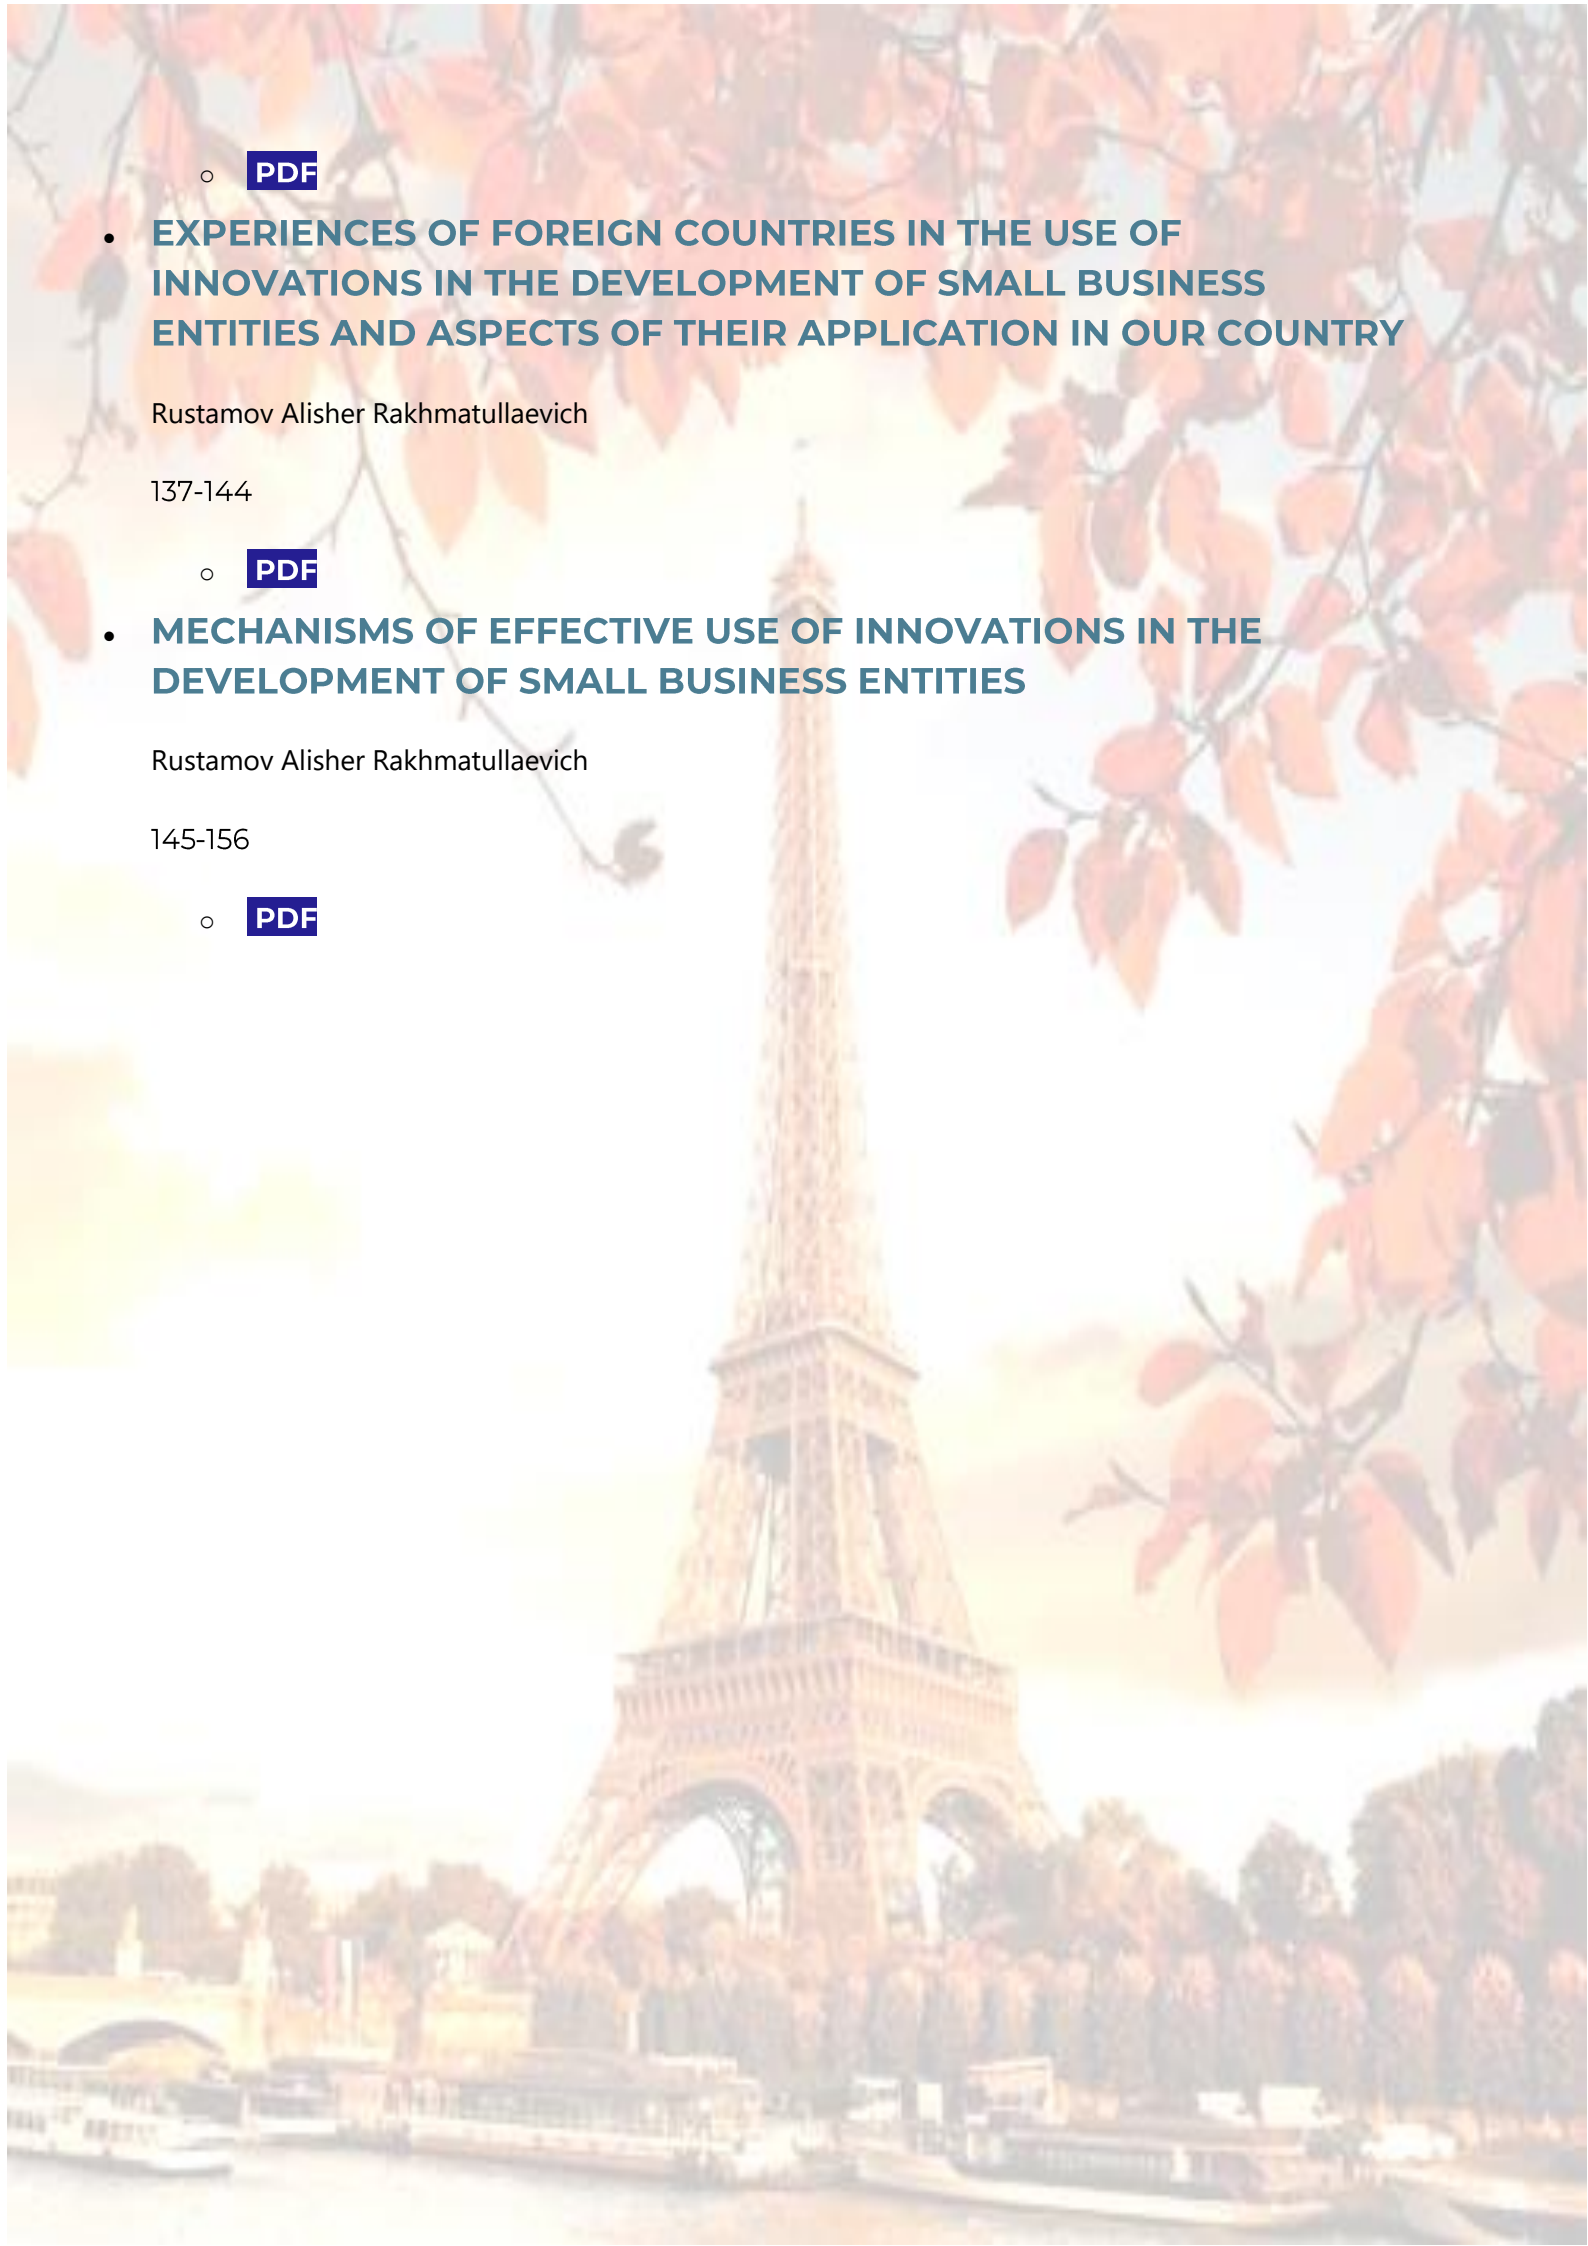 PDF
EXPERIENCES OF FOREIGN COUNTRIES IN THE USE OF
INNOVATIONS IN THE DEVELOPMENT OF SMALL BUSINESS
ENTITIES AND ASPECTS OF THEIR APPLICATION IN OUR COUNTRY
Rustamov Alisher Rakhmatullaevich
137-144
PDF
MECHANISMS OF EFFECTIVE USE OF INNOVATIONS IN THE
DEVELOPMENT OF SMALL BUSINESS ENTITIES
Rustamov Alisher Rakhmatullaevich
145-156
PDF